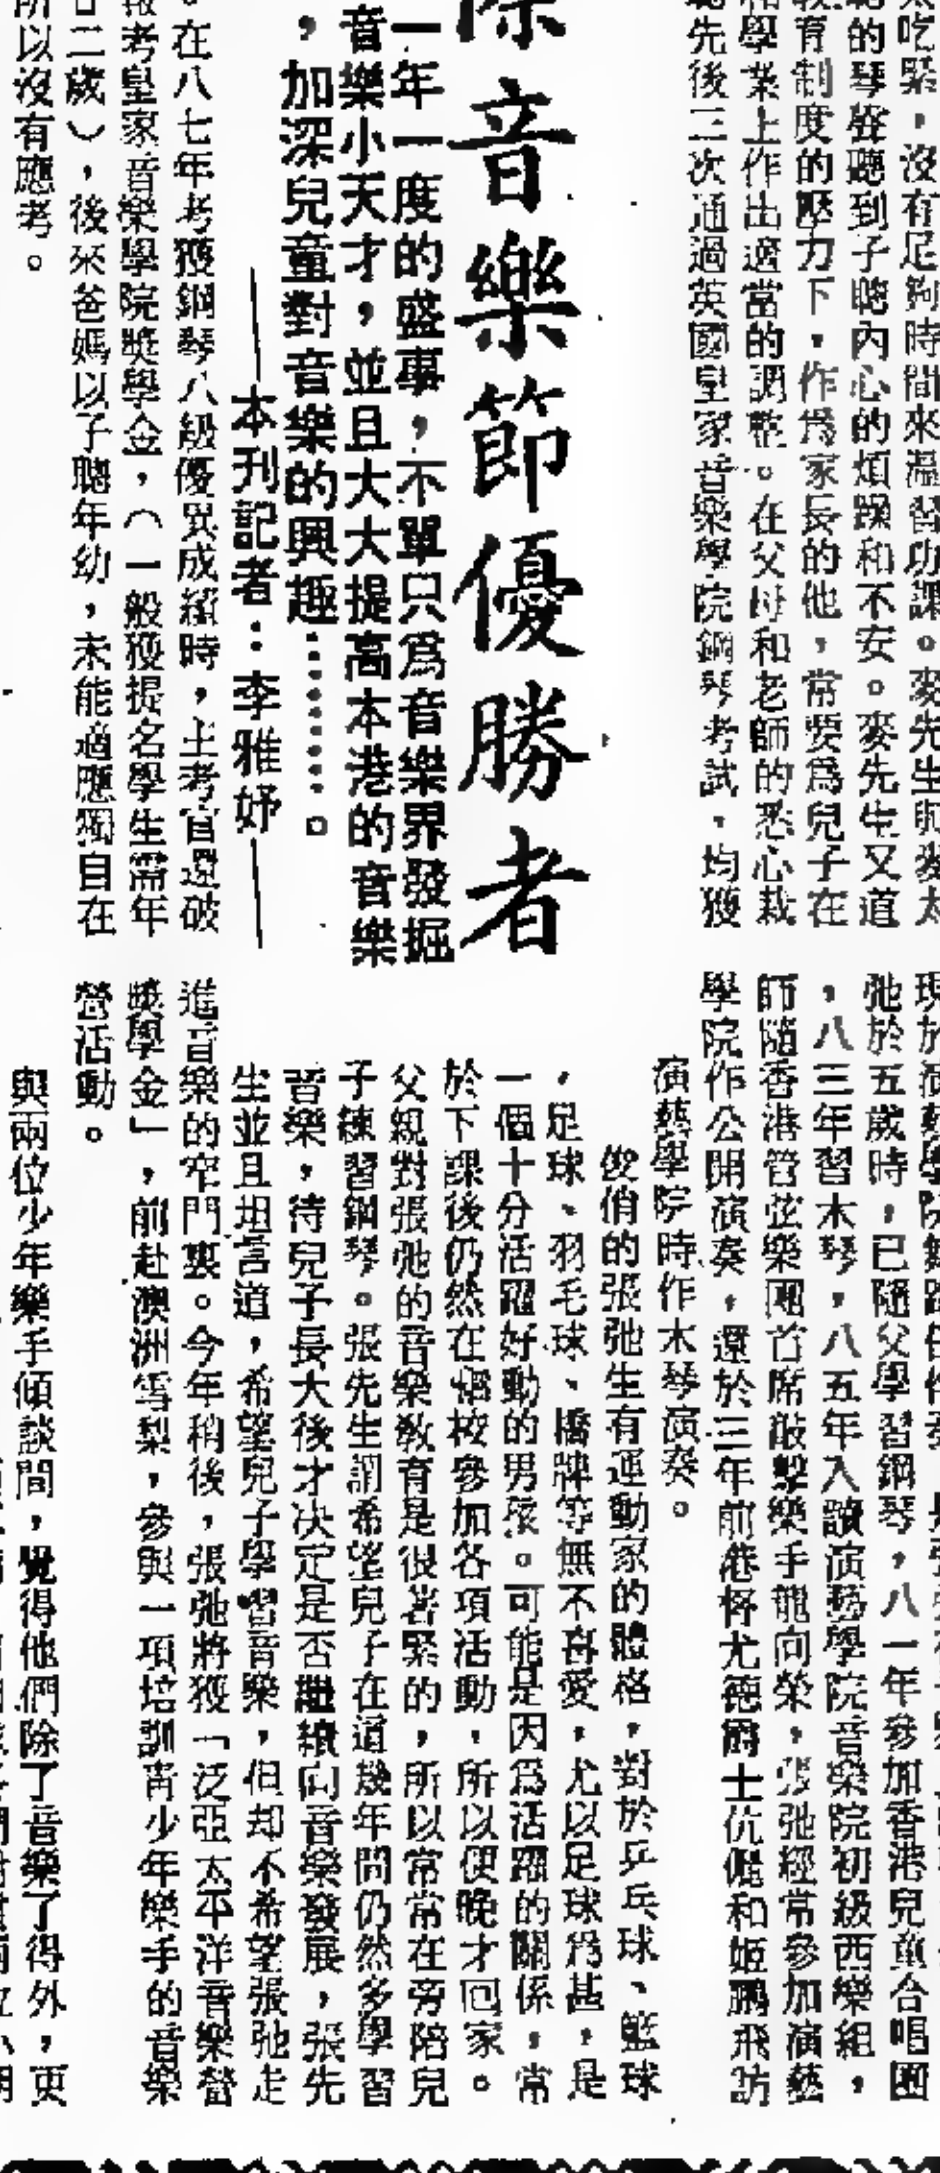 太吃緊，沒有足夠時間來溫習功課。麥先生與麥太
的琴聲聽到子聰內心的煩躁和不安。麥先生又道
教育制度的壓力下，作爲家長的他，常要爲兒子在
和學業上作出適當的調整。在父母和老師的悉心栽
先後三次通過英國皇家音樂學院鋼琴考試，均獲
音樂節優勝者
一年一度的盛事，不單只爲音樂界發掘
音樂小天才，並且大大提高本港的音樂
，加深兒童對音樂的興趣………。
本刊記者：李雅妤
。在八七年考獲鋼琴八級優異成績時，主考官還破
報考皇家音樂學院獎學金，（一般獲提名學生需年
二歲），後來爸媽以子聰年幼，未能適應獨自在
所以沒有應考。
弛於五歲時，已隨父學習鋼琴，八一年參加香港兒童合唱團
，八三年習木琴，八五年入讀演藝學院音樂院初級西樂組，
師隨香港管弦樂團首席敲擊樂手龍向榮，張弛經常參加演藝
學院作公開演奏，還於三年前港督尤德爵士伉儷和姬鵬飛訪
演藝學院時作木琴演奏。
俊俏的張弛生有運動家的體格，對於乒乓球、籃球
，足球、羽毛球、橋牌等無不喜愛，尤以足球爲甚，是
一個十分活躍好動的男孩。可能是因爲活躍的關係，常
於下課後仍然在學校參加各項活動，所以便晚才回家。
父親對張弛的音樂教育是很著緊的，所以常常在旁陪兒
子練習鋼琴。張先生謂希望兒子在這幾年間仍然多學習
音樂，待兒子長大後才決定是否繼續向音樂發展，張先
生並且坦言道，希望兒子學習音樂，但却不希望張弛走
進音樂的窄門裏。今年稍後，張弛將獲「泛亞太平洋音樂營
獎學金」，前赴澳洲雪梨，參與一項培訓青少年樂手的音樂
營活動。
與兩位少年樂手傾談間，覺得他們除了音樂了得外，更